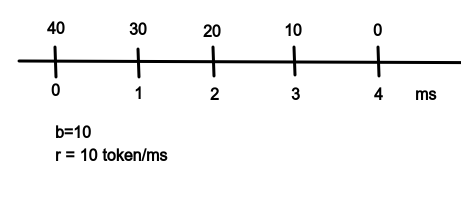 40 30 20 10 0
0 1 2 3 4 ms
b=10
r = 10 token/ms